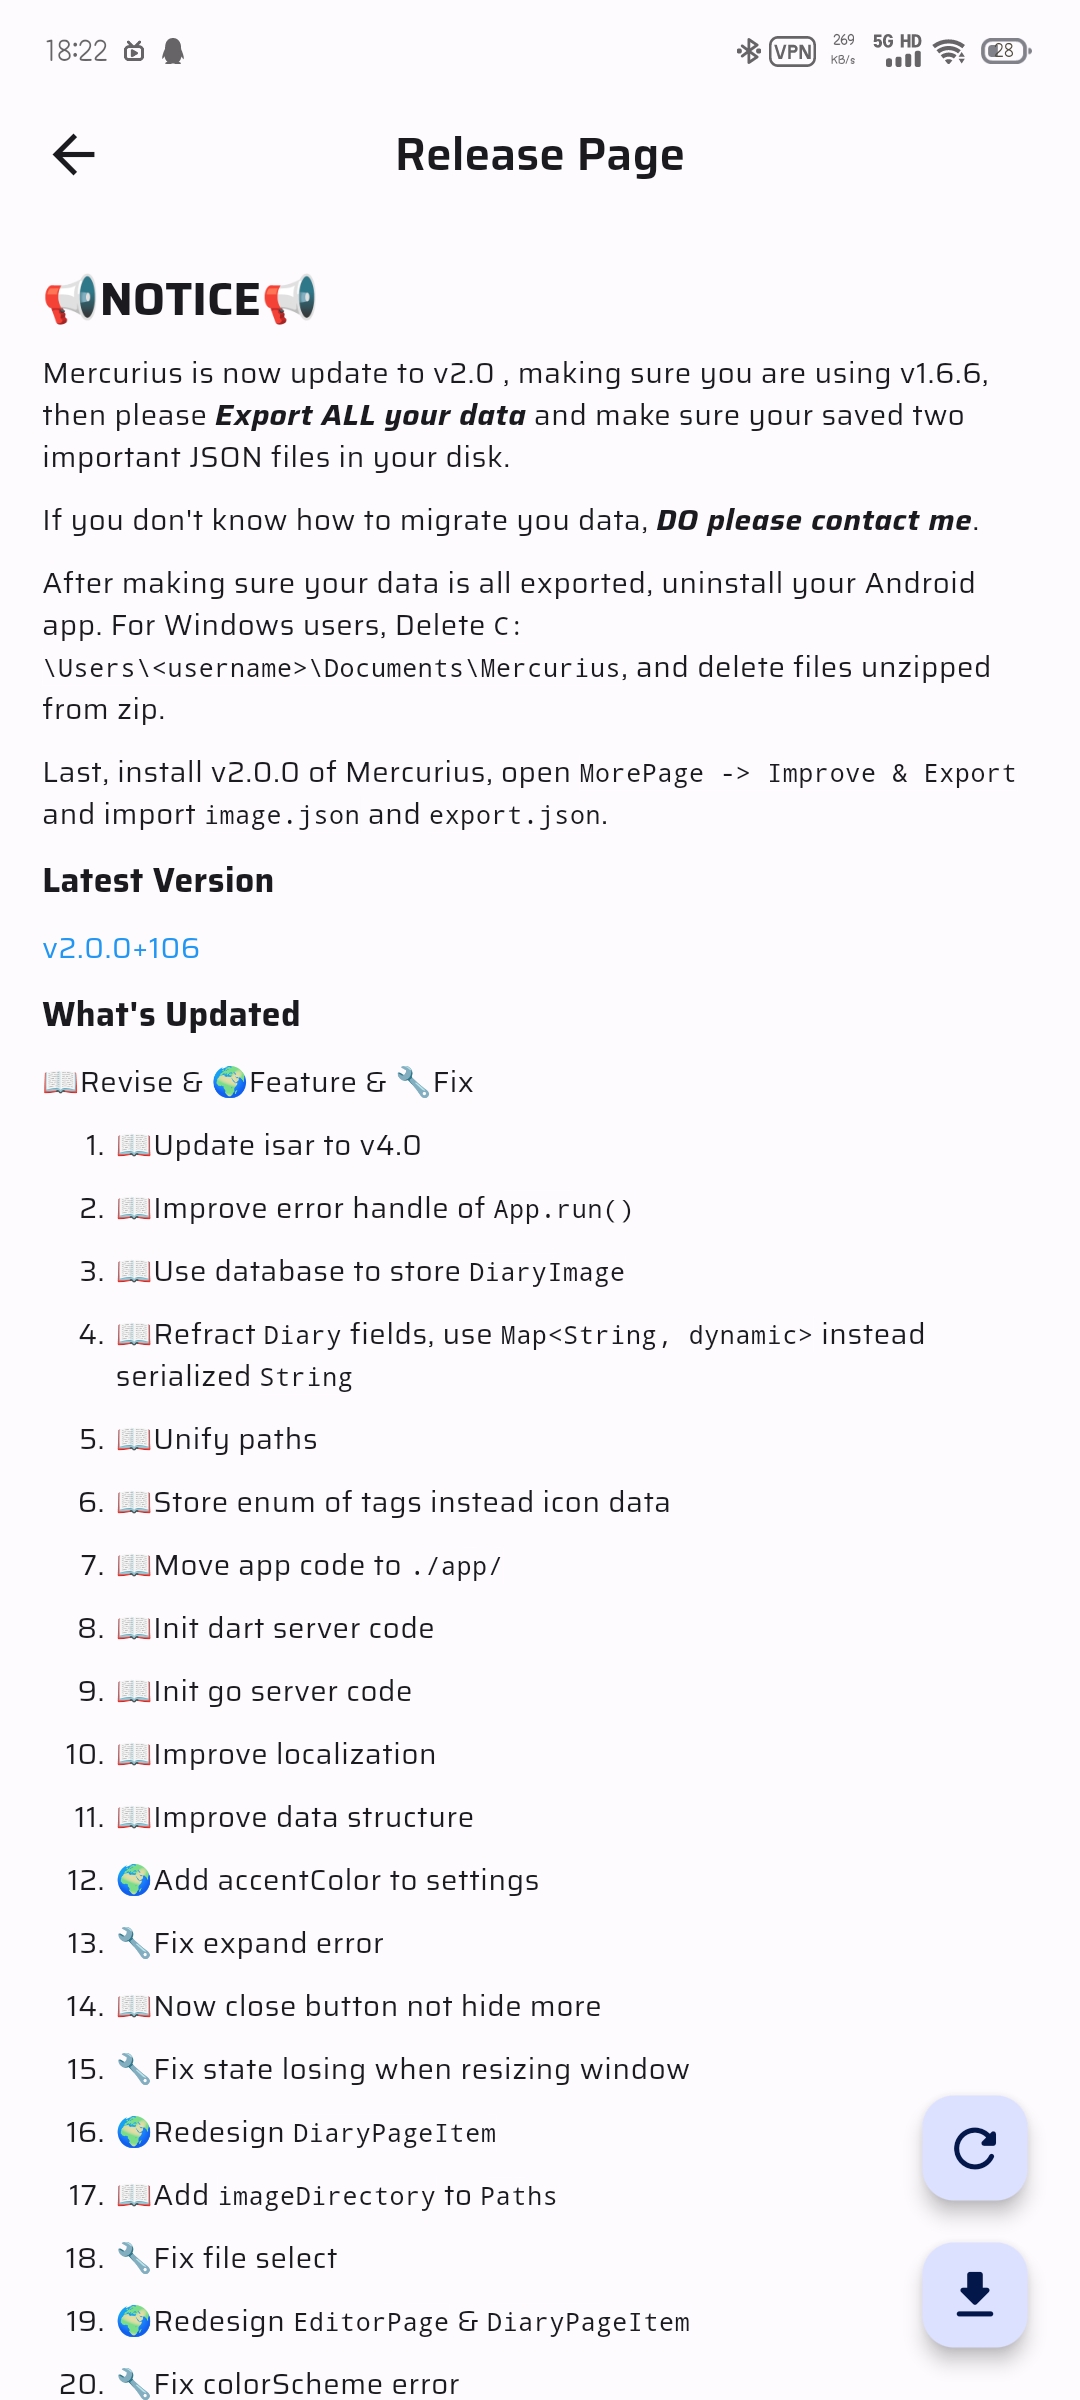 18:22
VPN
269
KB/s
5G HD
28
Release Page
📢NOTICE📢
Mercurius is now update to v2.0 , making sure you are using v1.6.6,
then please Export ALL your data and make sure your saved two
important JSON files in your disk.
If you don't know how to migrate you data, DO please contact me.
After making sure your data is all exported, uninstall your Android
app. For Windows users, Delete C:
\Users\<username>\Documents\Mercurius, and delete files unzipped
from zip.
Last, install v2.0.0 of Mercurius, open MorePage -> Improve & Export
and import image.json and export.json.
Latest Version
v2.0.0+106
What's Updated
📖Revise & 🌍Feature & 🔧Fix
1. 📖Update isar to v4.0
2. 📖Improve error handle of App.run()
3. 📖Use database to store DiaryImage
4. 📖Refract Diary fields, use Map<String, dynamic> instead
serialized String
5. 📖Unify paths
6. 📖Store enum of tags instead icon data
7. 📖Move app code to ./app/
8. 📖Init dart server code
9. 📖Init go server code
10. 📖Improve localization
11. 📖Improve data structure
12. 🌍Add accentColor to settings
13. 🔧Fix expand error
14. 📖Now close button not hide more
15. 🔧Fix state losing when resizing window
16. 🌍Redesign DiaryPageItem
17. 📖Add imageDirectory to Paths
18. 🔧Fix file select
19. 🌍Redesign EditorPage & DiaryPageItem
20. 🔧Fix colorScheme error